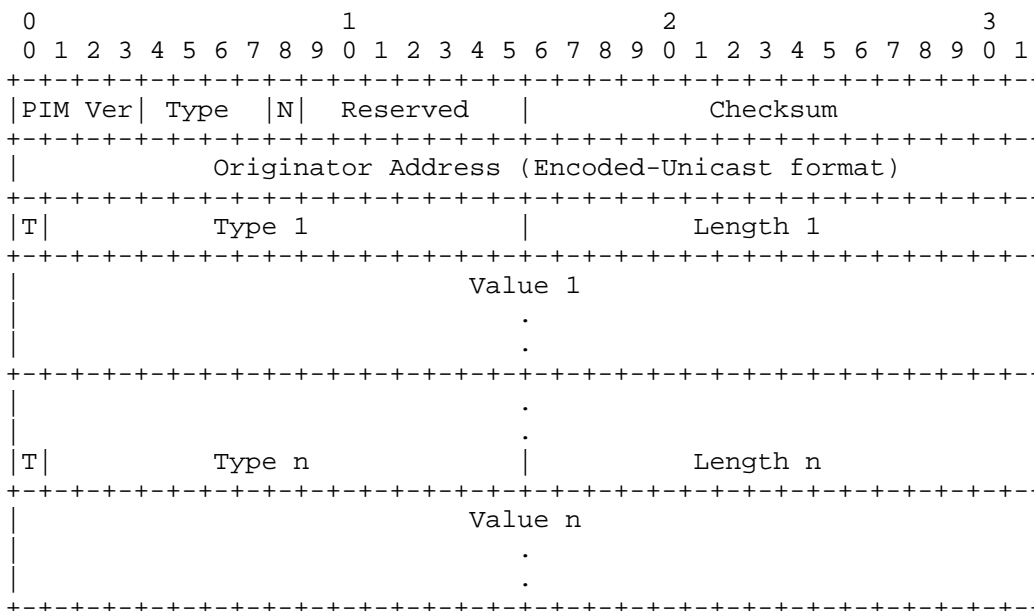 0                   1                   2                   3
 0 1 2 3 4 5 6 7 8 9 0 1 2 3 4 5 6 7 8 9 0 1 2 3 4 5 6 7 8 9 0 1
+-+-+-+-+-+-+-+-+-+-+-+-+-+-+-+-+-+-+-+-+-+-+-+-+-+-+-+-+-+-+-+-
|PIM Ver| Type  |N|  Reserved   |           Checksum
+-+-+-+-+-+-+-+-+-+-+-+-+-+-+-+-+-+-+-+-+-+-+-+-+-+-+-+-+-+-+-+-
|            Originator Address (Encoded-Unicast format)
+-+-+-+-+-+-+-+-+-+-+-+-+-+-+-+-+-+-+-+-+-+-+-+-+-+-+-+-+-+-+-+-
|T|          Type 1             |          Length 1
+-+-+-+-+-+-+-+-+-+-+-+-+-+-+-+-+-+-+-+-+-+-+-+-+-+-+-+-+-+-+-+-
|                            Value 1
|                               .
|                               .
+-+-+-+-+-+-+-+-+-+-+-+-+-+-+-+-+-+-+-+-+-+-+-+-+-+-+-+-+-+-+-+-
|                               .
|                               .
|T|          Type n             |          Length n
+-+-+-+-+-+-+-+-+-+-+-+-+-+-+-+-+-+-+-+-+-+-+-+-+-+-+-+-+-+-+-+-
|                            Value n
|                               .
|                               .
+-+-+-+-+-+-+-+-+-+-+-+-+-+-+-+-+-+-+-+-+-+-+-+-+-+-+-+-+-+-+-+-